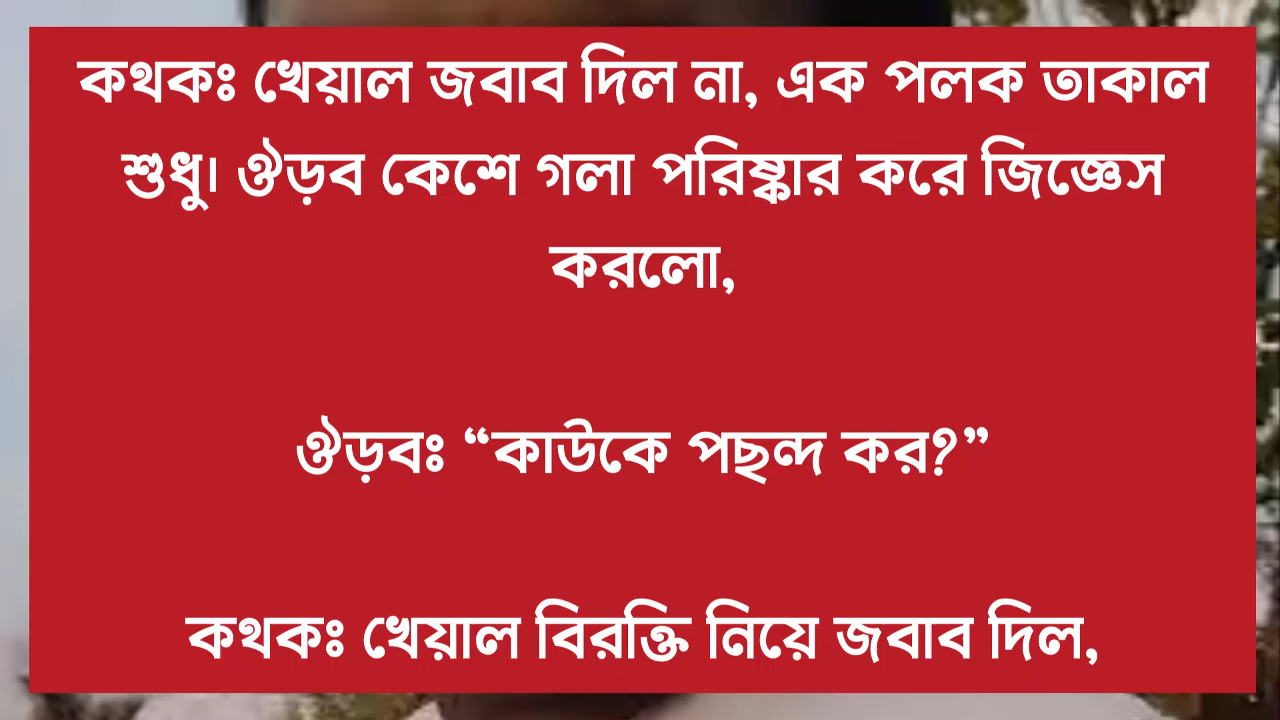 কথকঃ খেয়াল জবাব দিল না, এক পলক তাকাল
শুধু। ঔড়ব কেশে গলা পরিষ্কার করে জিজ্ঞেস
করলো,
ঔড়বঃ “কাউকে পছন্দ কর?”
কথকঃ খেয়াল বিরক্তি নিয়ে জবাব দিল,